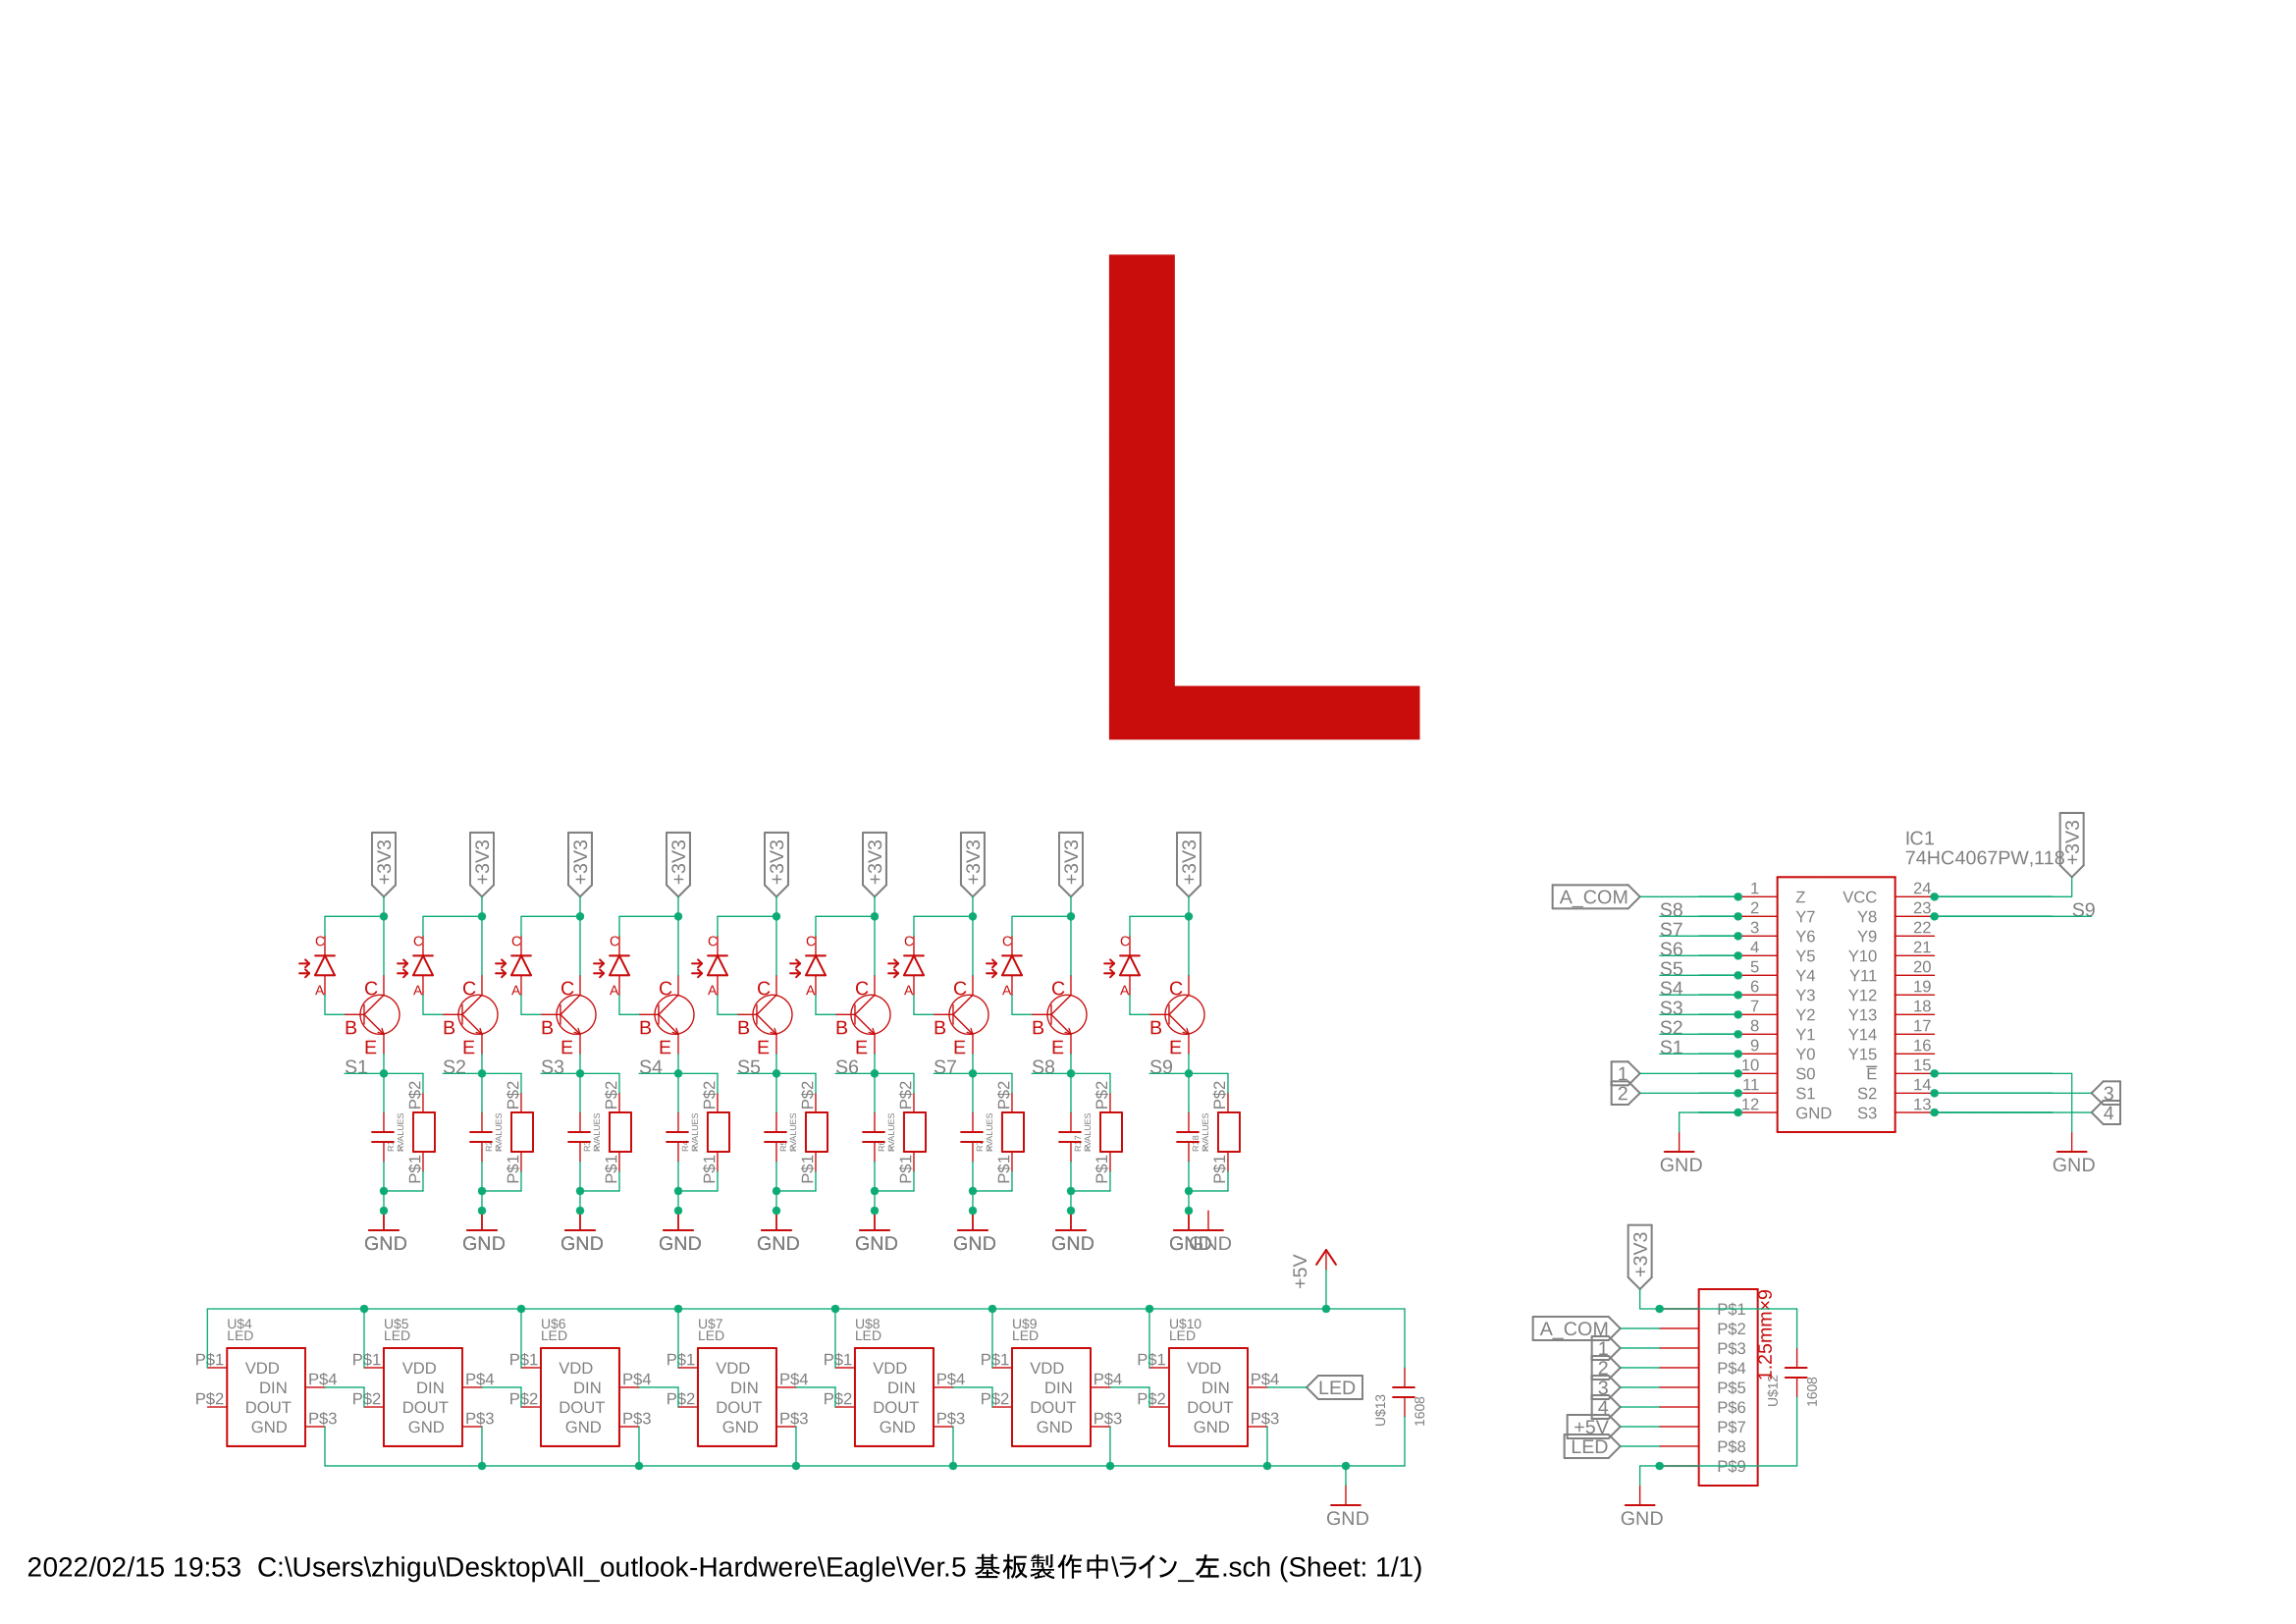 L
+3V3 +3V3 +3V3 +3V3 +3V3 +3V3 +3V3 +3V3 +3V3
C C C C C C C C C
A A A A A A A A A
C C C C C C C C C
B B B B B B B B B
E E E E E E E E E
S1 S2 S3 S4 S5 S6 S7 S8 S9
P$2 P$2 P$2 P$2 P$2 P$2 P$2 P$2 P$2
P$1 P$1 P$1 P$1 P$1 P$1 P$1 P$1 P$1
GND GND GND GND GND GND GND GND GND GND
IC1
74HC4067PW,118
+3V3
A_COM 1 Z VCC 24
S8 2 Y7 Y8 23 S9
S7 3 Y6 Y9 22
S6 4 Y5 Y10 21
S5 5 Y4 Y11 20
S4 6 Y3 Y12 19
S3 7 Y2 Y13 18
S2 8 Y1 Y14 17
S1 9 Y0 Y15 16
1 10 S0 E 15
2 11 S1 S2 14 3
12 GND S3 13 4
GND GND
+5V
U$4 U$5 U$6 U$7 U$8 U$9 U$10
LED LED LED LED LED LED LED
P$1 VDD P$1 VDD P$1 VDD P$1 VDD P$1 VDD P$1 VDD P$1 VDD
DIN P$4 DIN P$4 DIN P$4 DIN P$4 DIN P$4 DIN P$4 DIN P$4 LED
P$2 DOUT P$2 DOUT P$2 DOUT P$2 DOUT P$2 DOUT P$2 DOUT P$2 DOUT
GND P$3 GND P$3 GND P$3 GND P$3 GND P$3 GND P$3 GND P$3
U$13 1608
GND
+3V3
P$1
A_COM P$2
1 P$3
2 P$4
3 P$5
4 P$6
+5V P$7
LED P$8
P$9
1.25mm×9
U$12 1608
GND
2022/02/15 19:53 C:\Users\zhigu\Desktop\All_outlook-Hardwere\Eagle\Ver.5 基板製作中\ライン_左.sch (Sheet: 1/1)